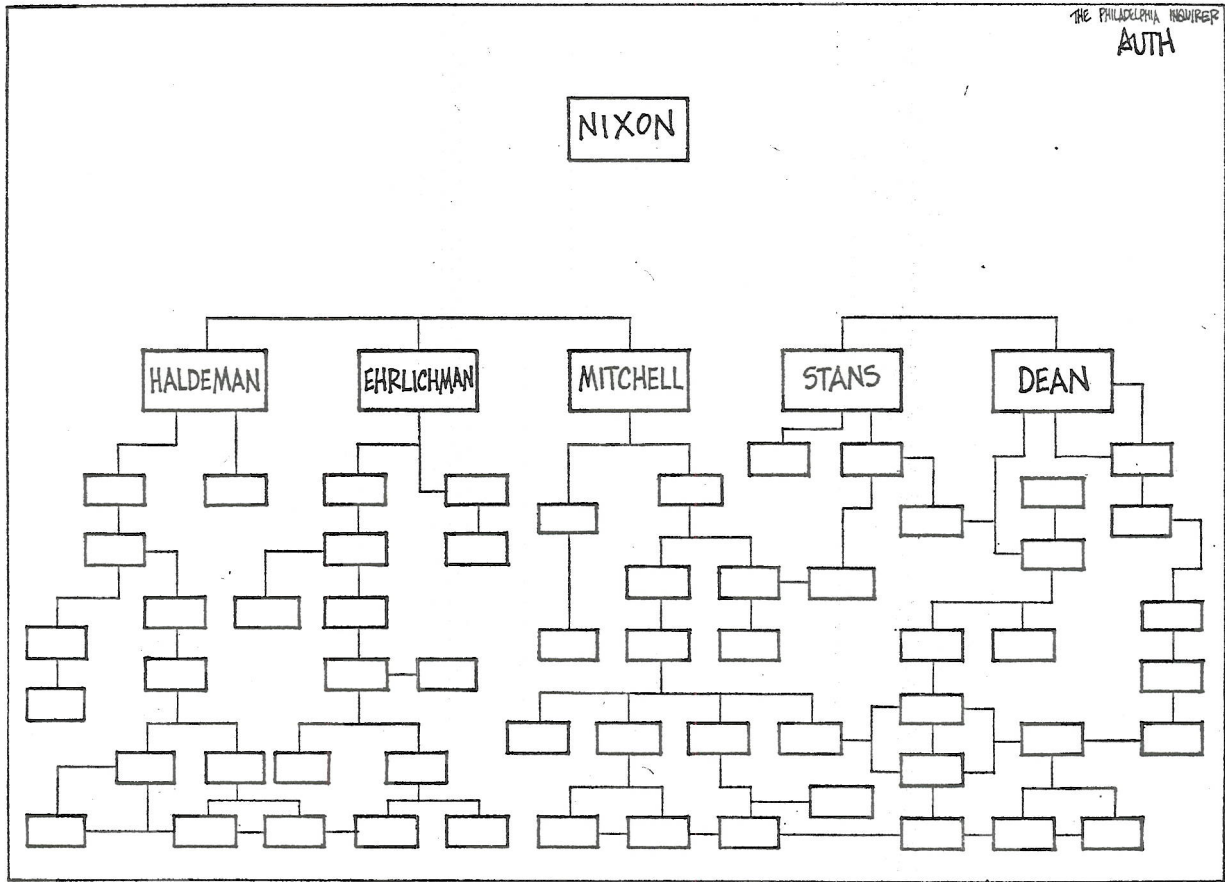 THE PHILADELPHIA INQUIRER
AUTH
NIXON
HALDEMAN
EHRLICHMAN
MITCHELL
STANS
DEAN